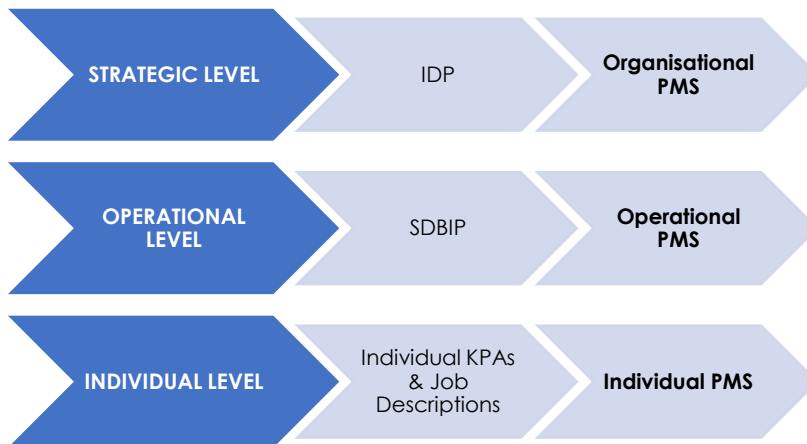 STRATEGIC LEVEL
IDP
Organisational
PMS
OPERATIONAL
LEVEL
SDBIP
Operational
PMS
INDIVIDUAL LEVEL
Individual KPAs
& Job
Descriptions
Individual PMS